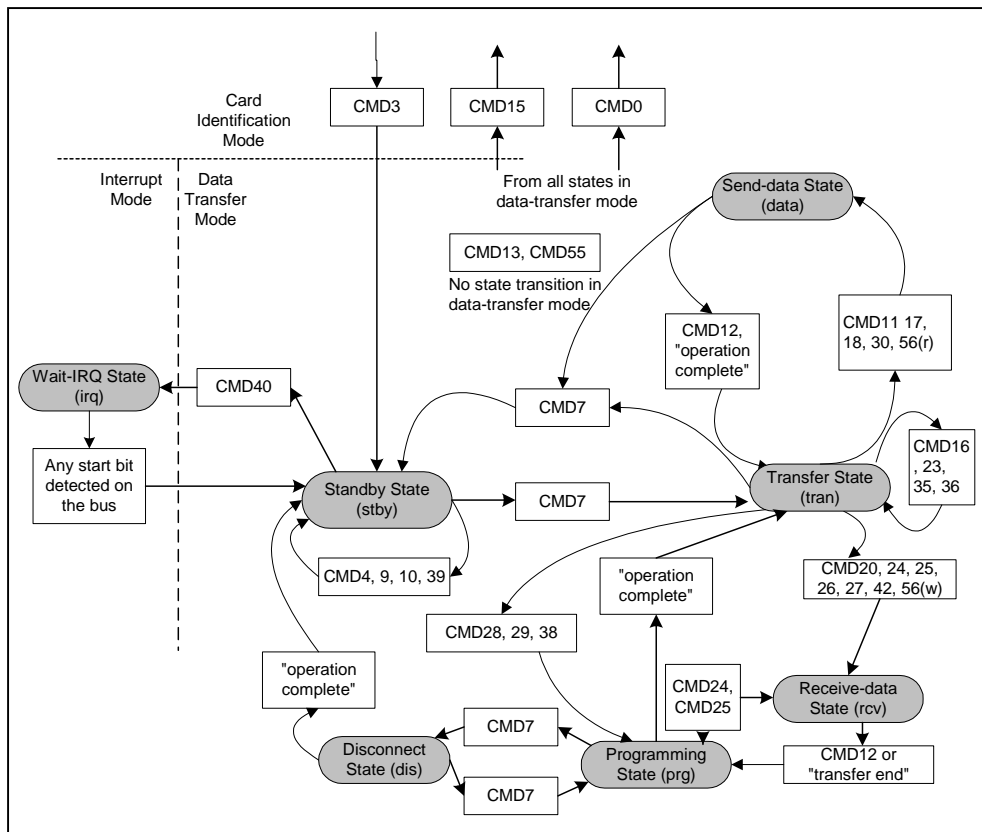 Card
Identification
Mode
CMD3
CMD15
CMD0
Interrupt
Mode
Data
Transfer
Mode
From all states in
data-transfer mode
Send-data State
(data)
CMD13, CMD55
No state transition in
data-transfer mode
CMD12,
"operation
complete"
CMD11 17,
18, 30, 56(r)
Wait-IRQ State
(irq)
CMD40
CMD7
CMD16
, 23,
35, 36
Any start bit
detected on
the bus
Standby State
(stby)
CMD7
Transfer State
(tran)
CMD4, 9, 10, 39
"operation
complete"
CMD20, 24, 25,
26, 27, 42, 56(w)
CMD28, 29, 38
"operation
complete"
CMD24,
CMD25
Receive-data
State (rcv)
CMD7
Disconnect
State (dis)
Programming
State (prg)
CMD12 or
"transfer end"
CMD7